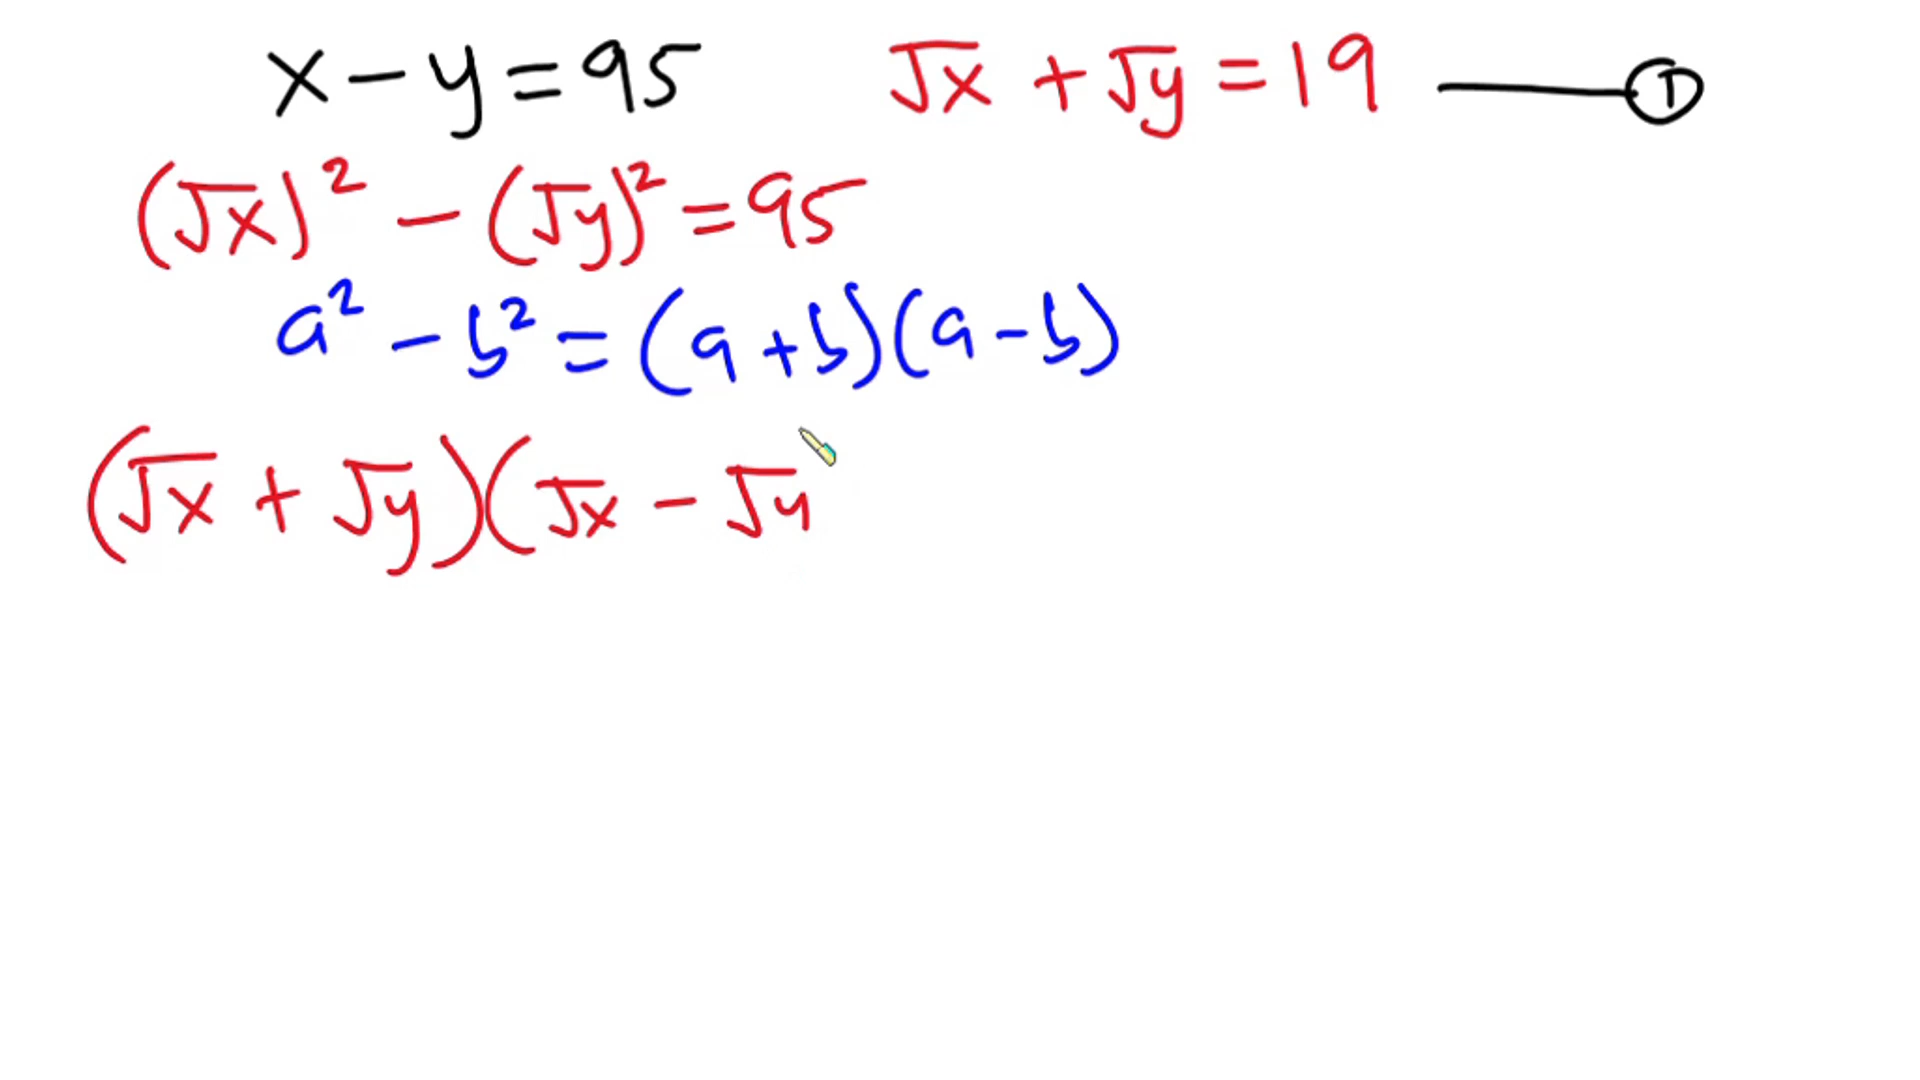 x - y = 95 √x + √y = 19 ——— ①
(√x)² - (√y)² = 95
a² - b² = (a + b)(a - b)
(√x + √y)(√x - √y